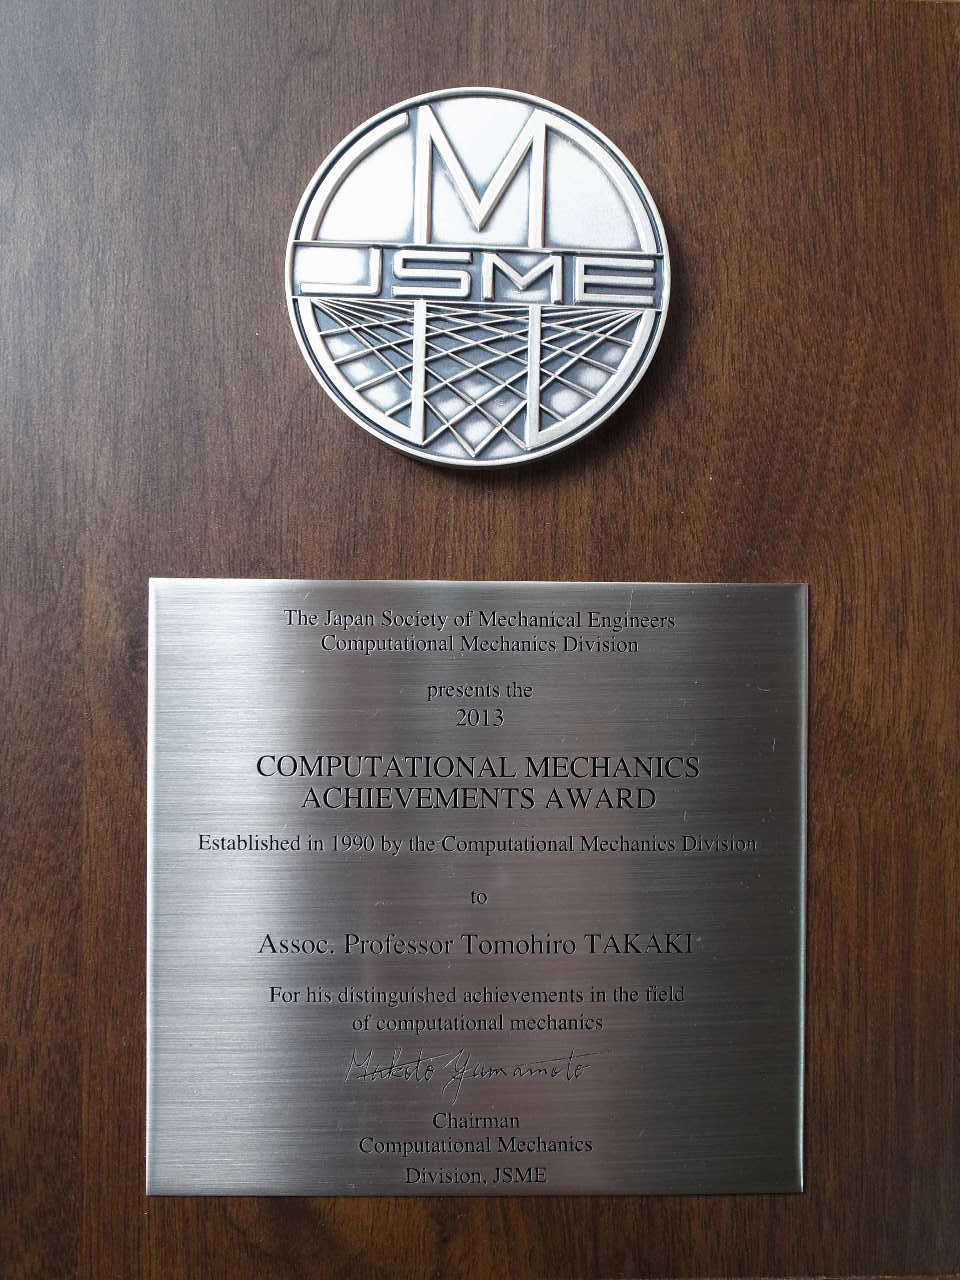 JSME
The Japan Society of Mechanical Engineers
Computational Mechanics Division
presents the
2013
COMPUTATIONAL MECHANICS
ACHIEVEMENTS AWARD
Established in 1990 by the Computational Mechanics Division
to
Assoc. Professor Tomohiro TAKAKI
For his distinguished achievements in the field
of computational mechanics
Makoto Yamamoto
Chairman
Computational Mechanics
Division, JSME